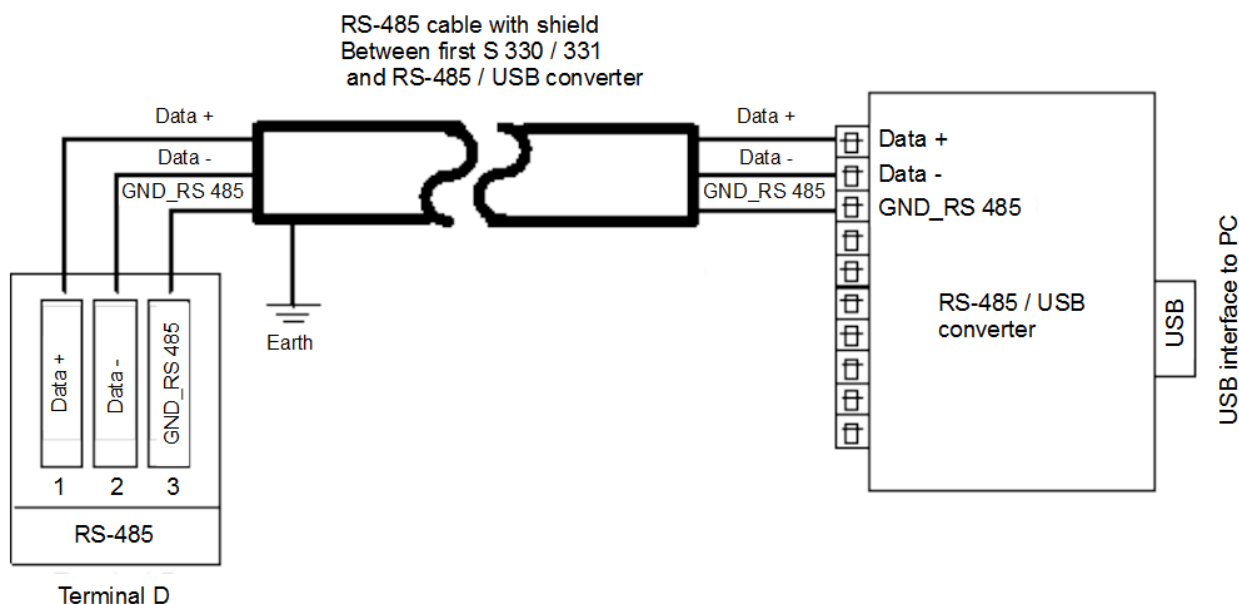 RS-485 cable with shield
Between first S 330 / 331
and RS-485 / USB converter
Data +
Data -
GND_RS 485
Data +
Data -
GND_RS 485
Data +
Data -
GND_RS 485
RS-485 / USB
converter
USB
USB interface to PC
Earth
Data +
Data -
GND_RS 485
1
2
3
RS-485
Terminal D